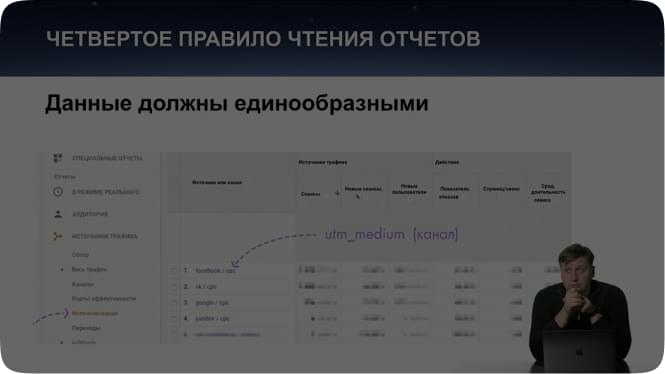 ЧЕТВЕРТОЕ ПРАВИЛО ЧТЕНИЯ ОТЧЕТОВ
Данные должны единообразными
СПЕЦИАЛЬНЫЕ ОТЧЕТЫ
Отчеты
В РЕЖИМЕ РЕАЛЬНОГО
АУДИТОРИЯ
ИСТОЧНИКИ ТРАФИКА
Обзор
Весь трафик
Каналы
Карты эффективности
Источник/канал
Переходы
AdWords
Источник или канал
Источники трафика
Действия
Сеансы
Новые сеансы, %
Новые пользователи
Показатель отказов
Страниц/сеанс
Сред. длительность сеанса
utm_medium (канал)
1. facebook / cpc
2. vk / cpc
3. google / cpc
4. yandex / cpc
5.